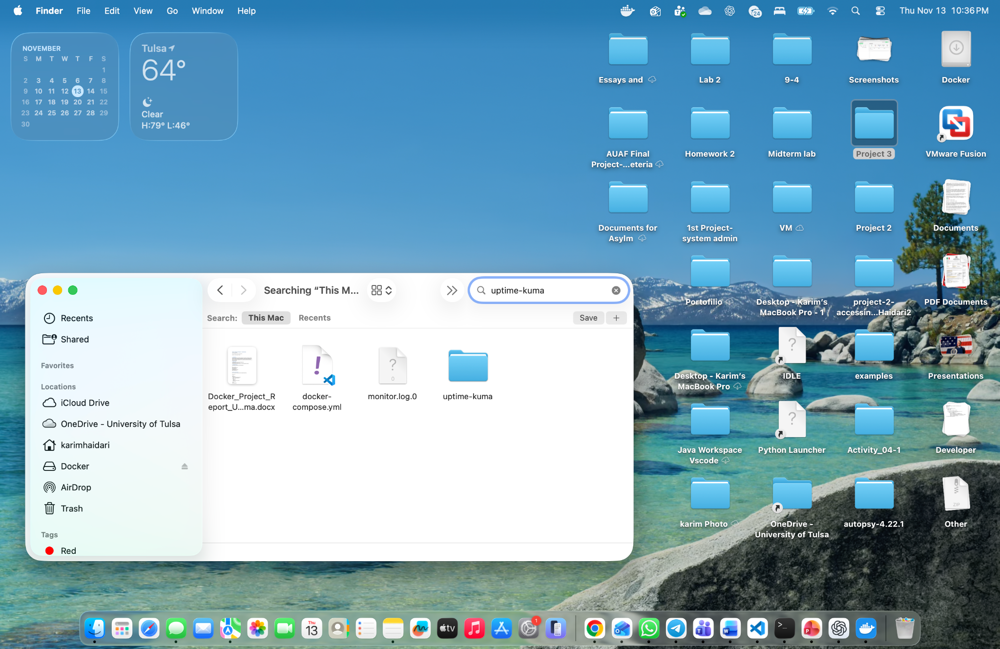 Finder File Edit View Go Window Help
24
Thu Nov 13 10:36 PM
NOVEMBER
S M T W T F S
1
2 3 4 5 6 7 8
9 10 11 12 13 14 15
16 17 18 19 20 21 22
23 24 25 26 27 28 29
30
Tulsa
64°
Clear
H:79° L:46°
Essays and
Lab 2
9-4
Screenshots
Docker
AUAF Final
Project-...eteria
Homework 2
Midterm lab
Project 3
VMware Fusion
Documents for
Asylm
1st Project-
system admin
VM
Project 2
Documents
Portofilio
Desktop - Karim's
MacBook Pro - 1
project-2-
accessin...Haidari2
PDF Documents
Desktop - Karim's
MacBook Pro
IDLE
examples
Presentations
Java Workspace
Vscode
Python Launcher
Activity_04-1
Developer
karim Photo
OneDrive -
University of Tulsa
autopsy-4.22.1
ZIP
Other
Searching “This M...
uptime-kuma
Search: This Mac Recents
Save +
Recents
Shared
Favorites
Locations
iCloud Drive
OneDrive - University of Tulsa
karimhaidari
Docker
AirDrop
Trash
Tags
Red
Docker_Project_R
eport_U...ma.docx
docker-
compose.yml
0
monitor.log.0
uptime-kuma
Thu
13
tv
1